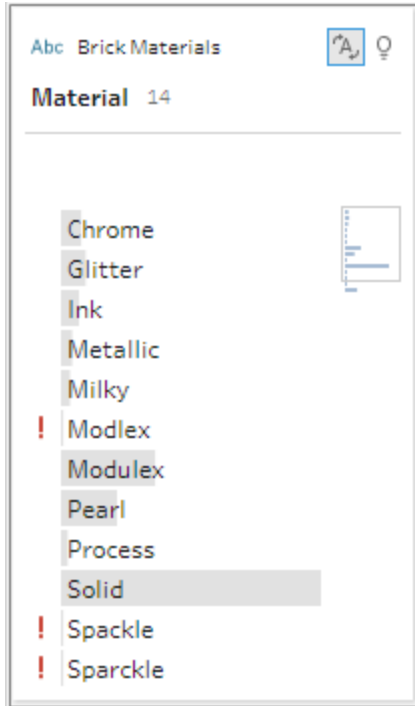 Abc Brick Materials
Material 14
Chrome
Glitter
Ink
Metallic
Milky
! Modlex
Modulex
Pearl
Process
Solid
! Spackle
! Sparckle